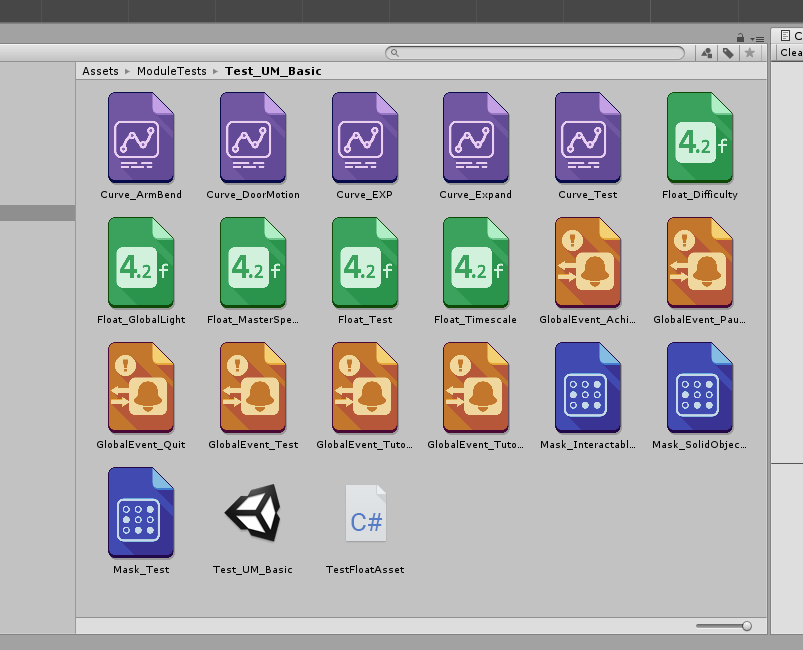 C
Clea
Assets ▸ ModuleTests ▸ Test_UM_Basic
Curve_ArmBend
Curve_DoorMotion
Curve_EXP
Curve_Expand
Curve_Test
4.2 f
Float_Difficulty
4.2 f
4.2 f
4.2 f
4.2 f
!
!
Float_GlobalLight
Float_MasterSpe...
Float_Test
Float_Timescale
GlobalEvent_Achi...
GlobalEvent_Pau...
!
!
!
!
GlobalEvent_Quit
GlobalEvent_Test
GlobalEvent_Tuto...
GlobalEvent_Tuto...
Mask_Interactabl...
Mask_SolidObjec...
C#
Mask_Test
Test_UM_Basic
TestFloatAsset